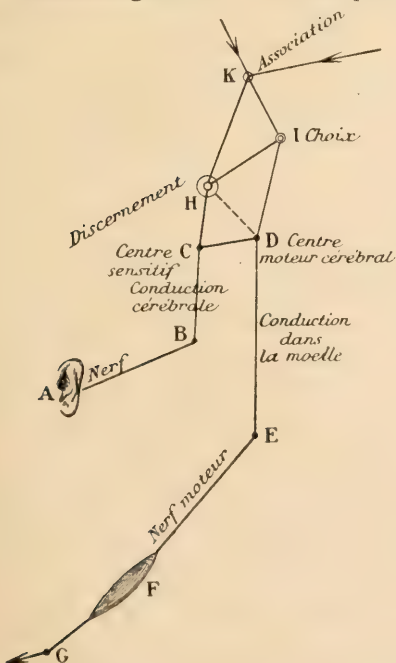 Association
K
I Choix
Discernement
H
C
D Centre
moteur cérébral
Centre
sensitif
Conduction
cérébrale
B
Conduction
dans
la moelle
A
Nerf
E
Nerf moteur
F
G